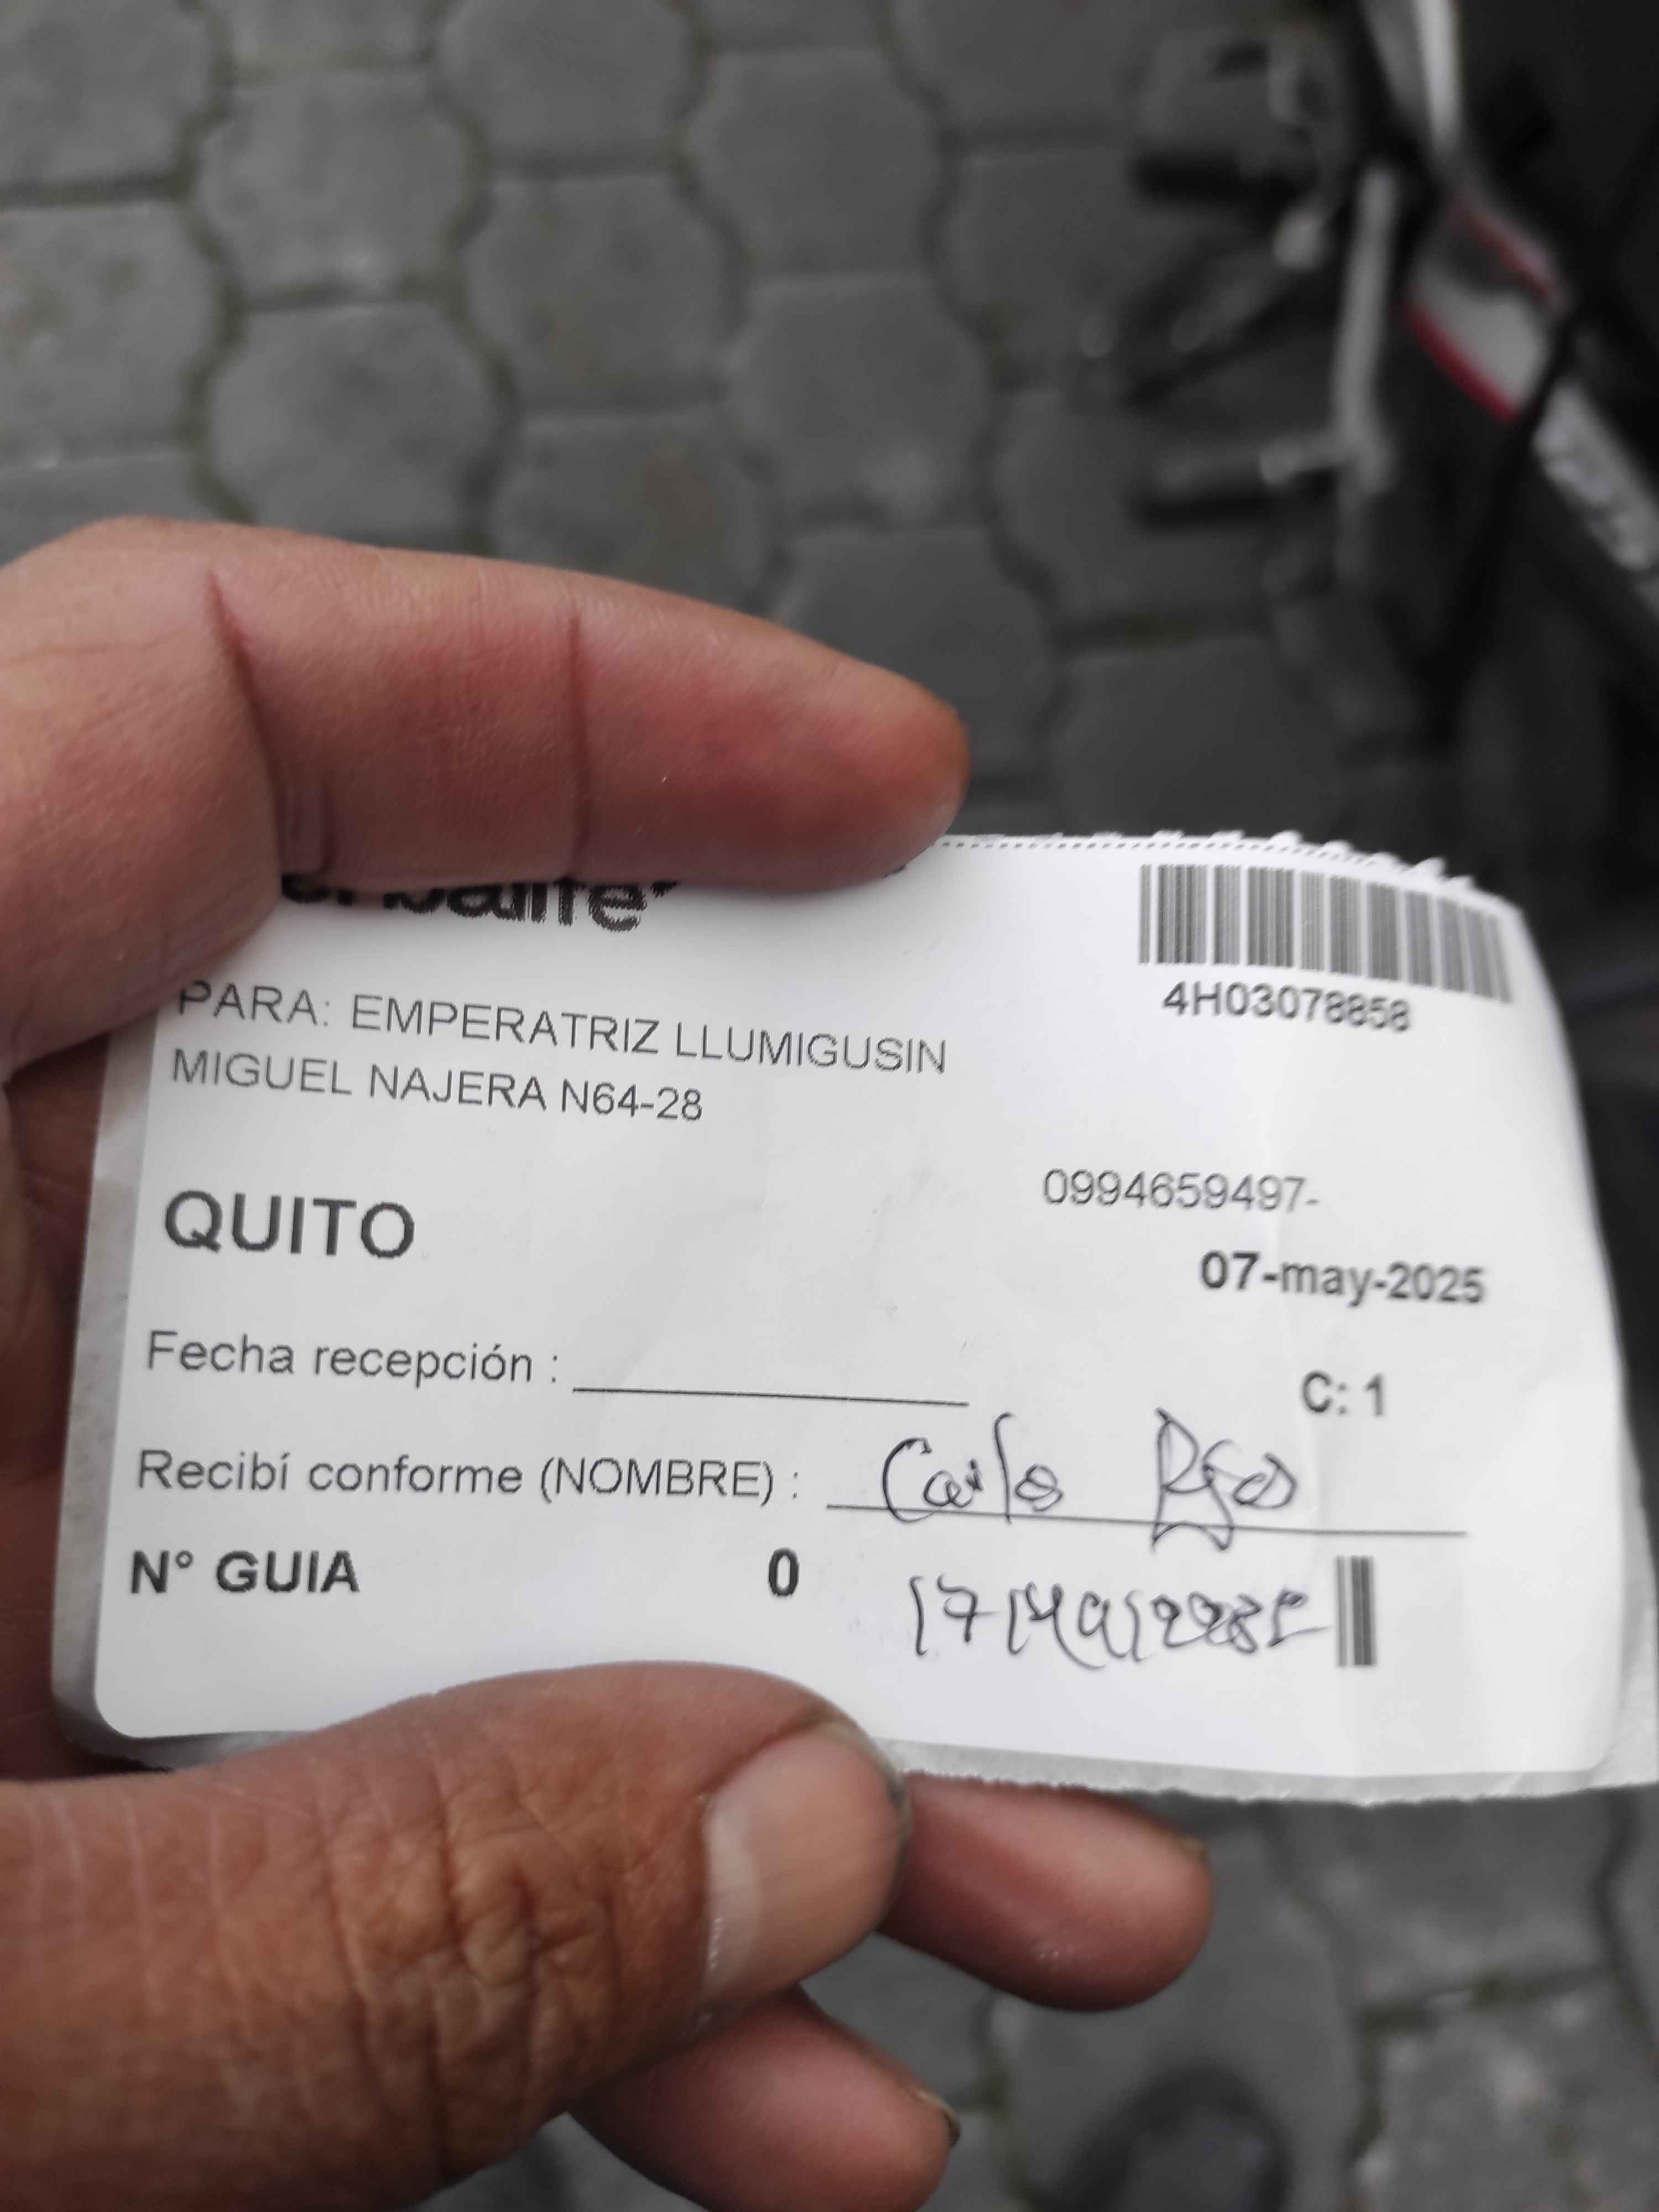 PARA: EMPERATRIZ LLUMIGUSIN
MIGUEL NAJERA N64-28
4H03078858
QUITO
0994659497-
07-may-2025
Fecha recepción :
C: 1
Recibí conforme (NOMBRE) : Carlos
N° GUIA 0